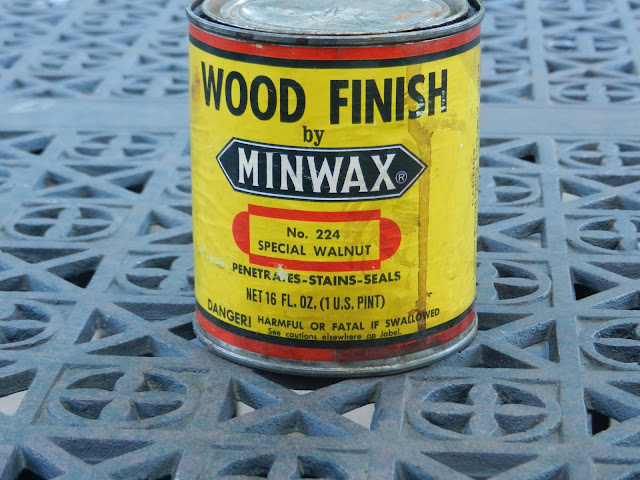 WOOD FINISH
by
MINWAX ®
No. 224
SPECIAL WALNUT
PENETRATES-STAINS-SEALS
NET 16 FL. OZ. (1 U.S. PINT)
DANGER! HARMFUL OR FATAL IF SWALLOWED
See cautions elsewhere on label.